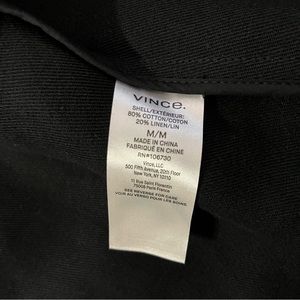 VINCE.
SHELL/EXTÉRIEUR:
80% COTTON/COTON
20% LINEN/LIN
M/M
MADE IN CHINA
FABRIQUÉ EN CHINE
RN#106730
Vince, LLC
500 Fifth Avenue, 20th Floor
New York, NY 10110
11 Rue Saint Florentin
75008 Paris France
SEE REVERSE FOR CARE
VOIR AU VERSO POUR LES SOINS.